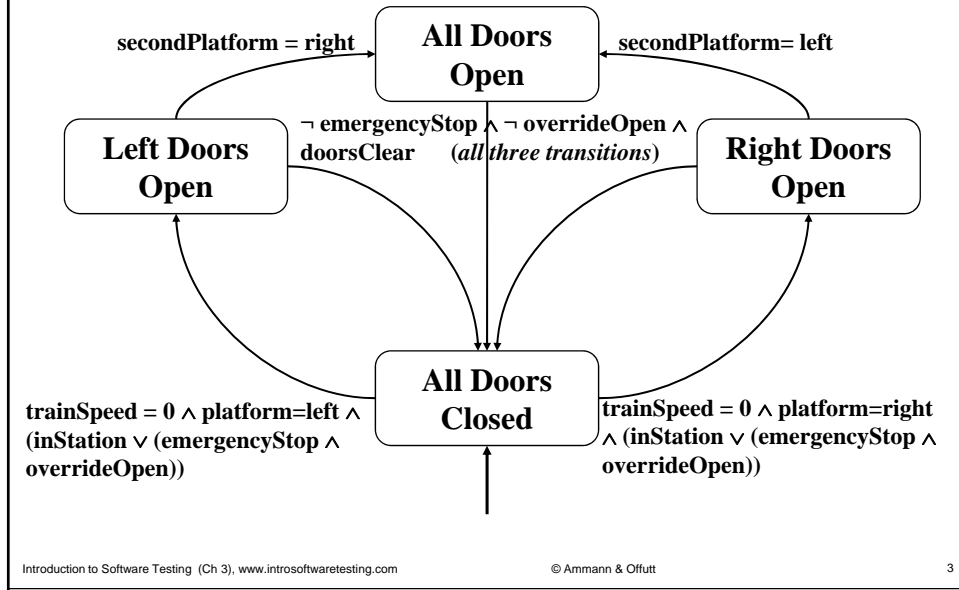 secondPlatform = right
All Doors
Open
secondPlatform= left
¬ emergencyStop ∧ ¬ overrideOpen ∧
doorsClear (all three transitions)
Left Doors
Open
Right Doors
Open
All Doors
Closed
trainSpeed = 0 ∧ platform=left ∧
(inStation ∨ (emergencyStop ∧
overrideOpen))
trainSpeed = 0 ∧ platform=right
∧ (inStation ∨ (emergencyStop ∧
overrideOpen))
Introduction to Software Testing (Ch 3), www.introsoftwaretesting.com © Ammann & Offutt 3